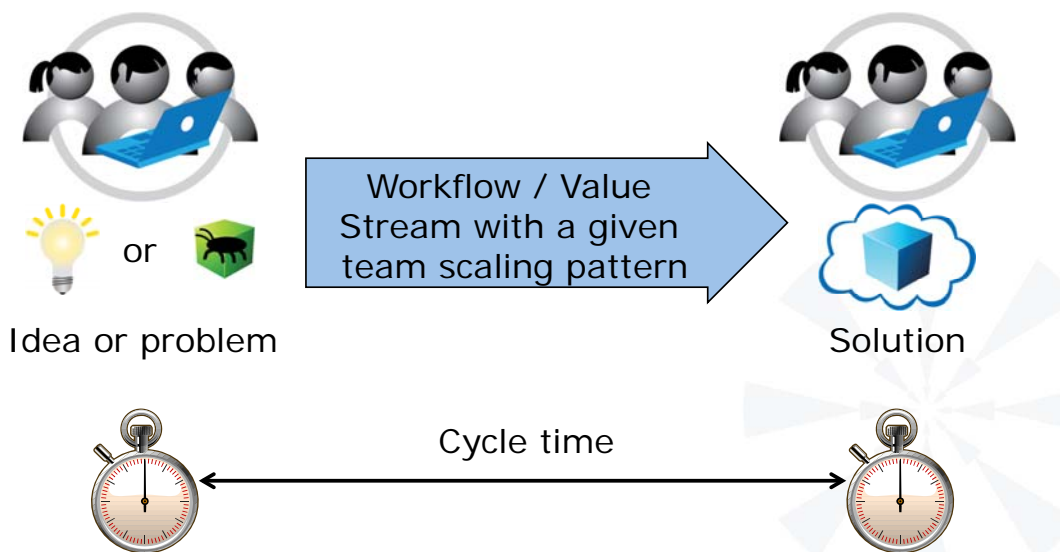 Workflow / Value
Stream with a given
team scaling pattern
or
Idea or problem
Solution
Cycle time